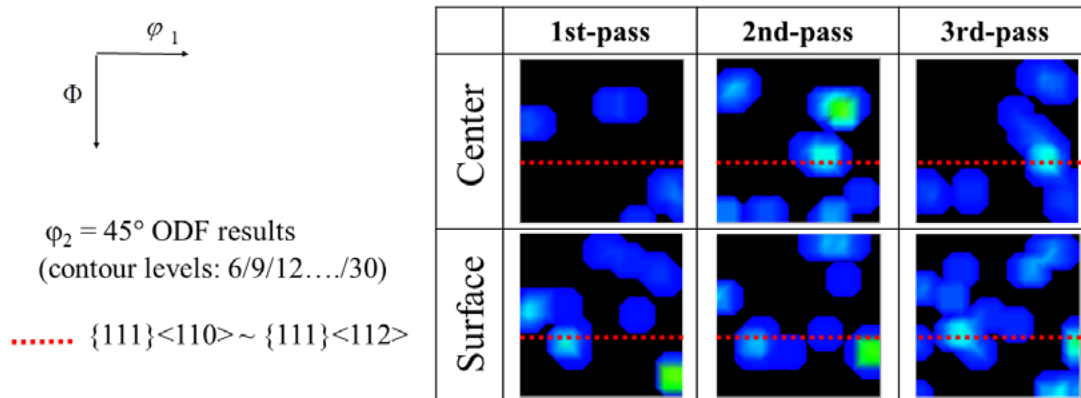 φ 1
Φ
φ2 = 45° ODF results
(contour levels: 6/9/12…./30)
{111}<110> ~ {111}<112>
1st-pass 2nd-pass 3rd-pass
Center
Surface